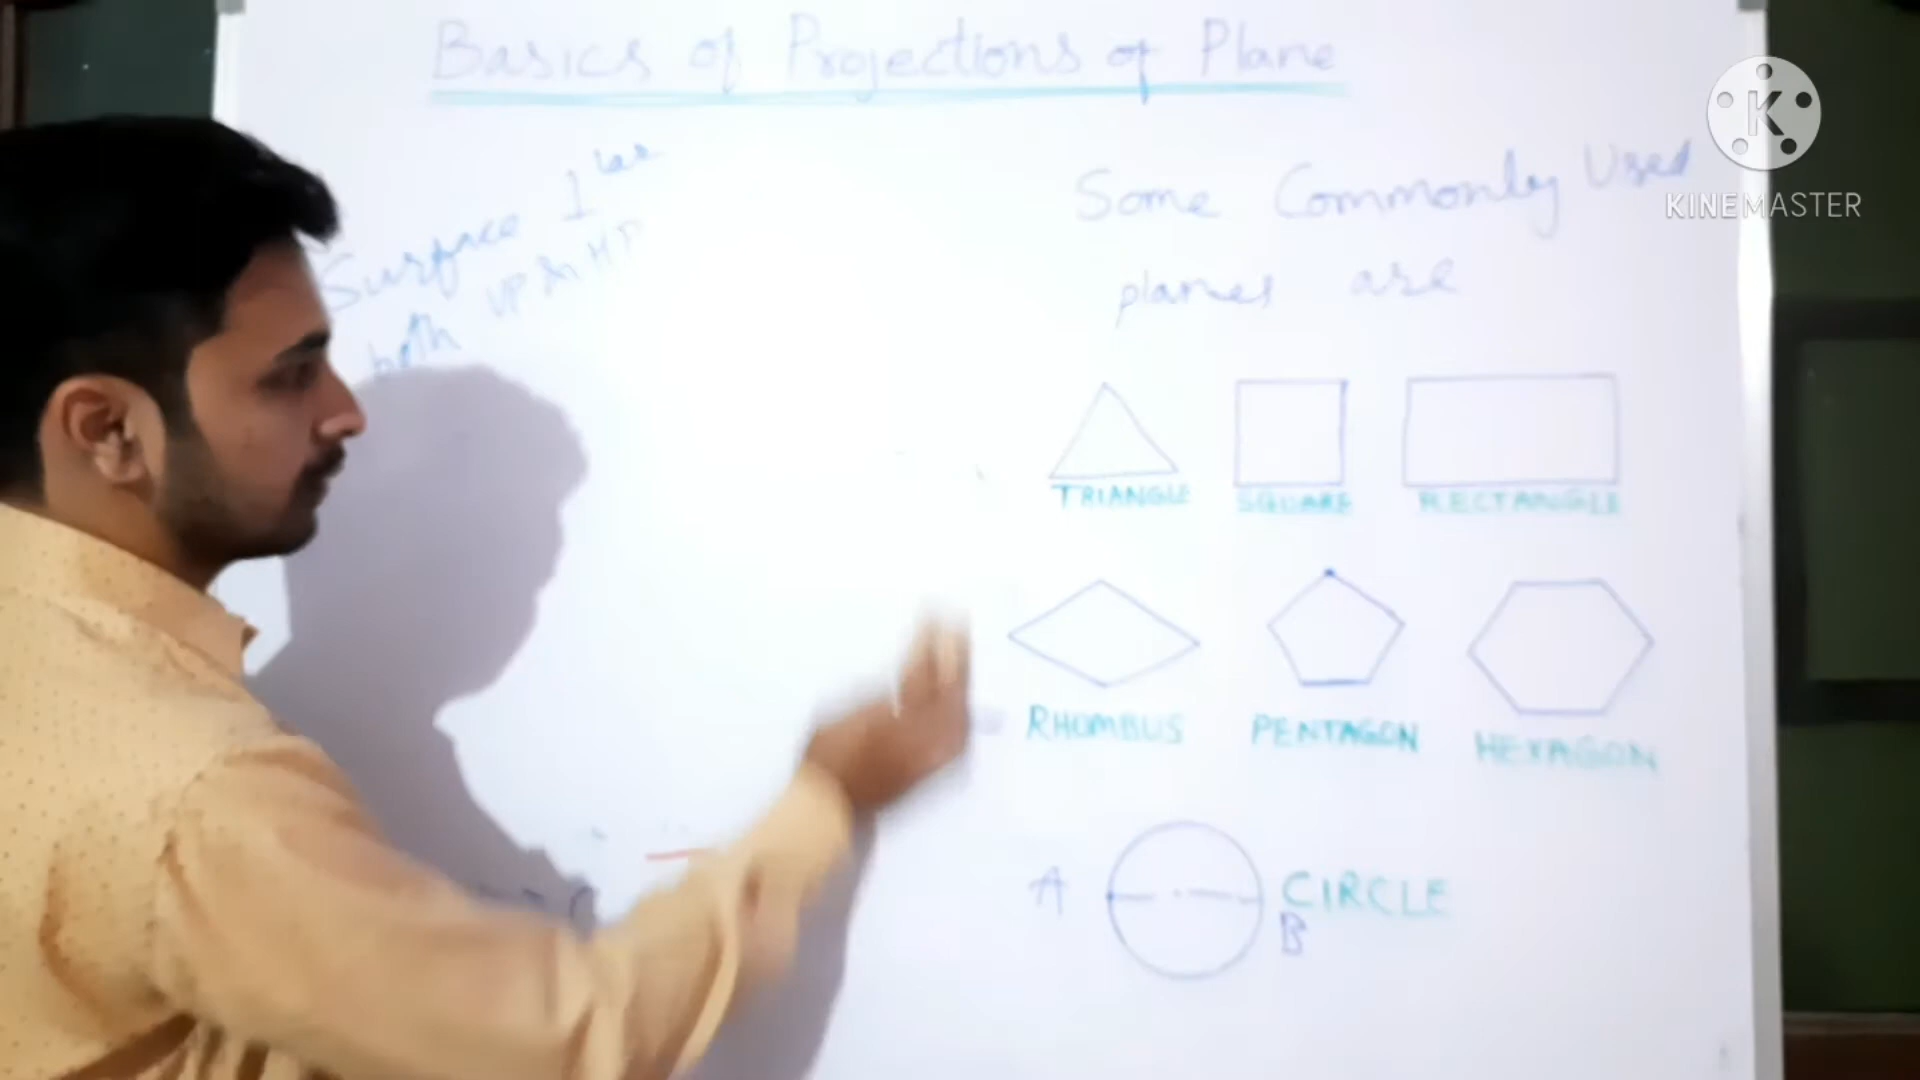 Basics of Projections of Plane
Surface Lar
both VP & HP
Some Commonly Used
planes are
TRIANGLE SQUARE RECTANGLE
RHOMBUS PENTAGON HEXAGON
A CIRCLE
B
K
KINEMASTER